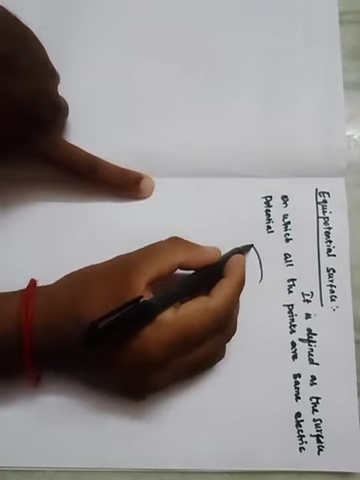 Equipotential Surface:-
It is defined as the surface
on which all the points are same electric
Potential